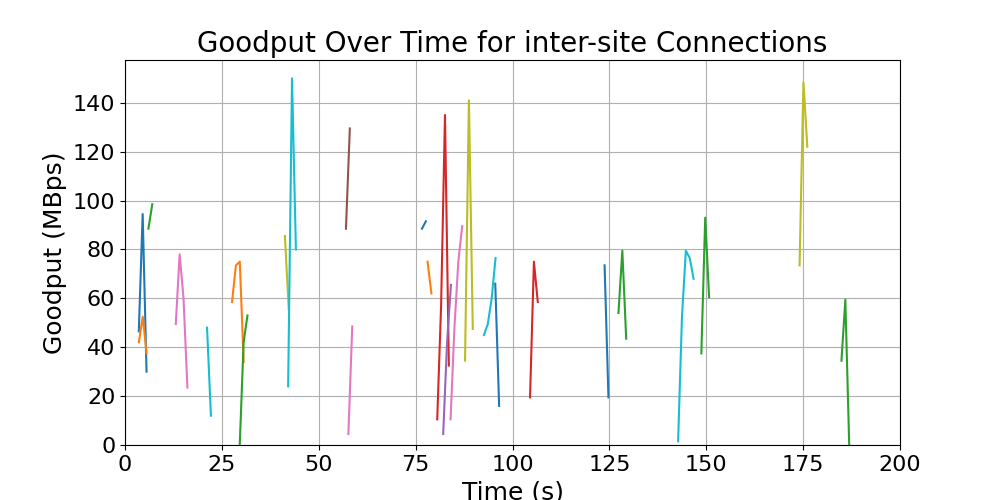 Goodput Over Time for inter-site Connections
Goodput (MBps)
140
120
100
80
60
40
20
0
0 25 50 75 100 125 150 175 200
Time (s)